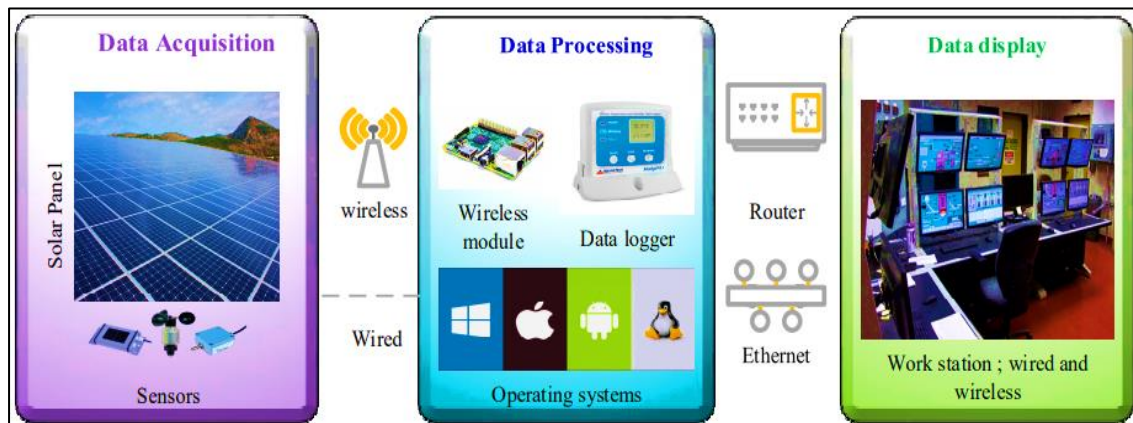 Data Acquisition
Solar Panel
Sensors
wireless
Wired
Data Processing
Wireless
module
Data logger
Operating systems
Router
Ethernet
Data display
Work station ; wired and
wireless